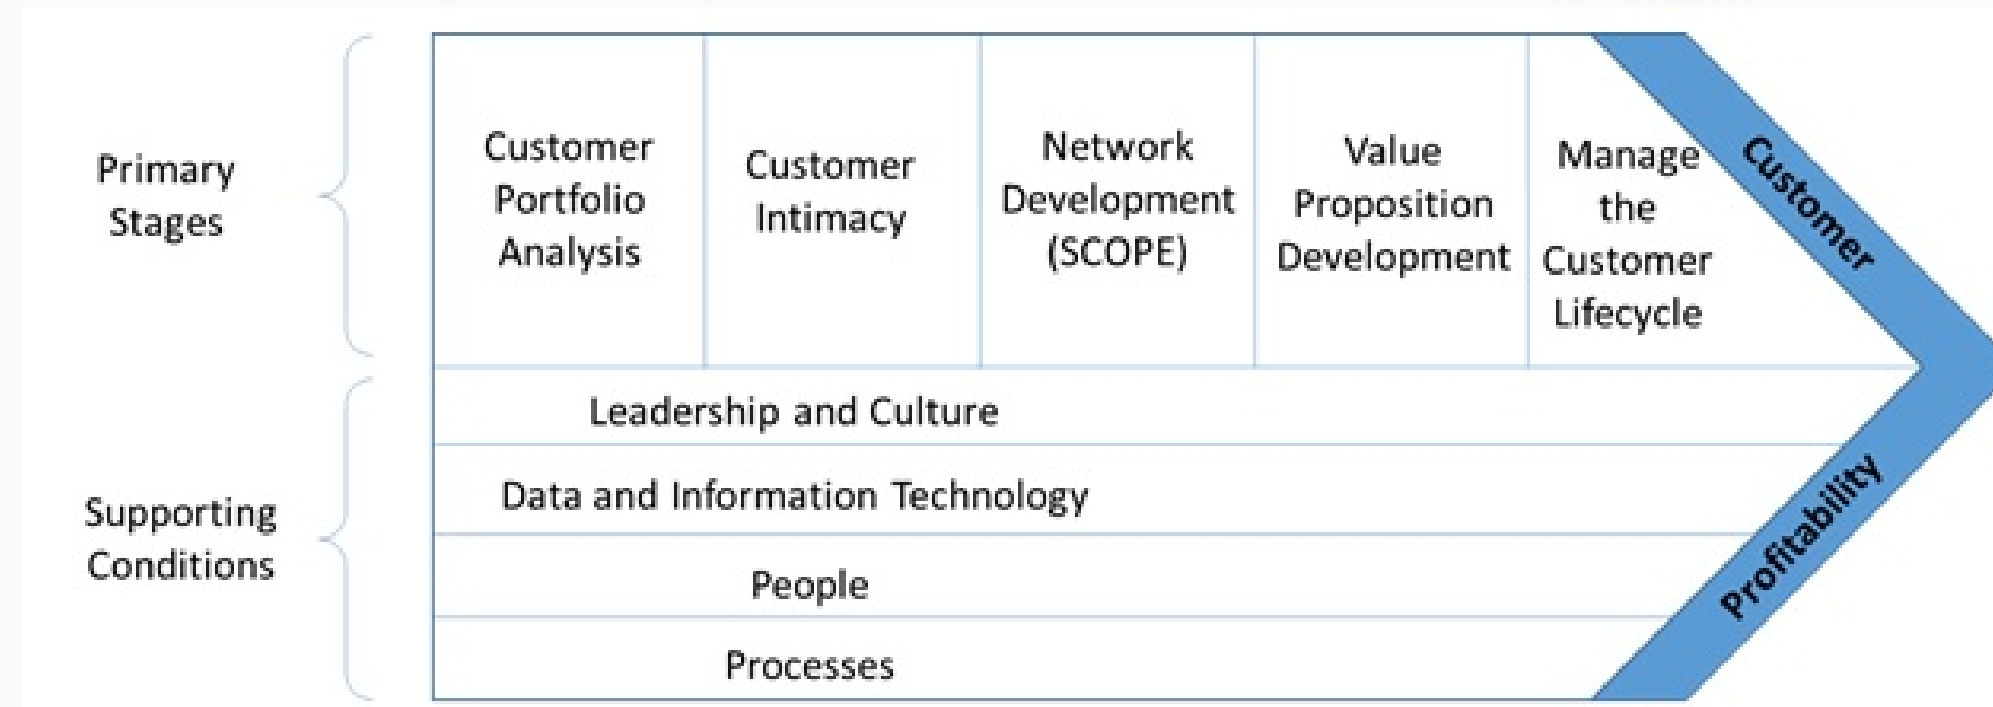 Primary
Stages
Customer
Portfolio
Analysis
Customer
Intimacy
Network
Development
(SCOPE)
Value
Proposition
Development
Manage
the
Customer
Lifecycle
Customer
Supporting
Conditions
Leadership and Culture
Data and Information Technology
People
Processes
Profitability